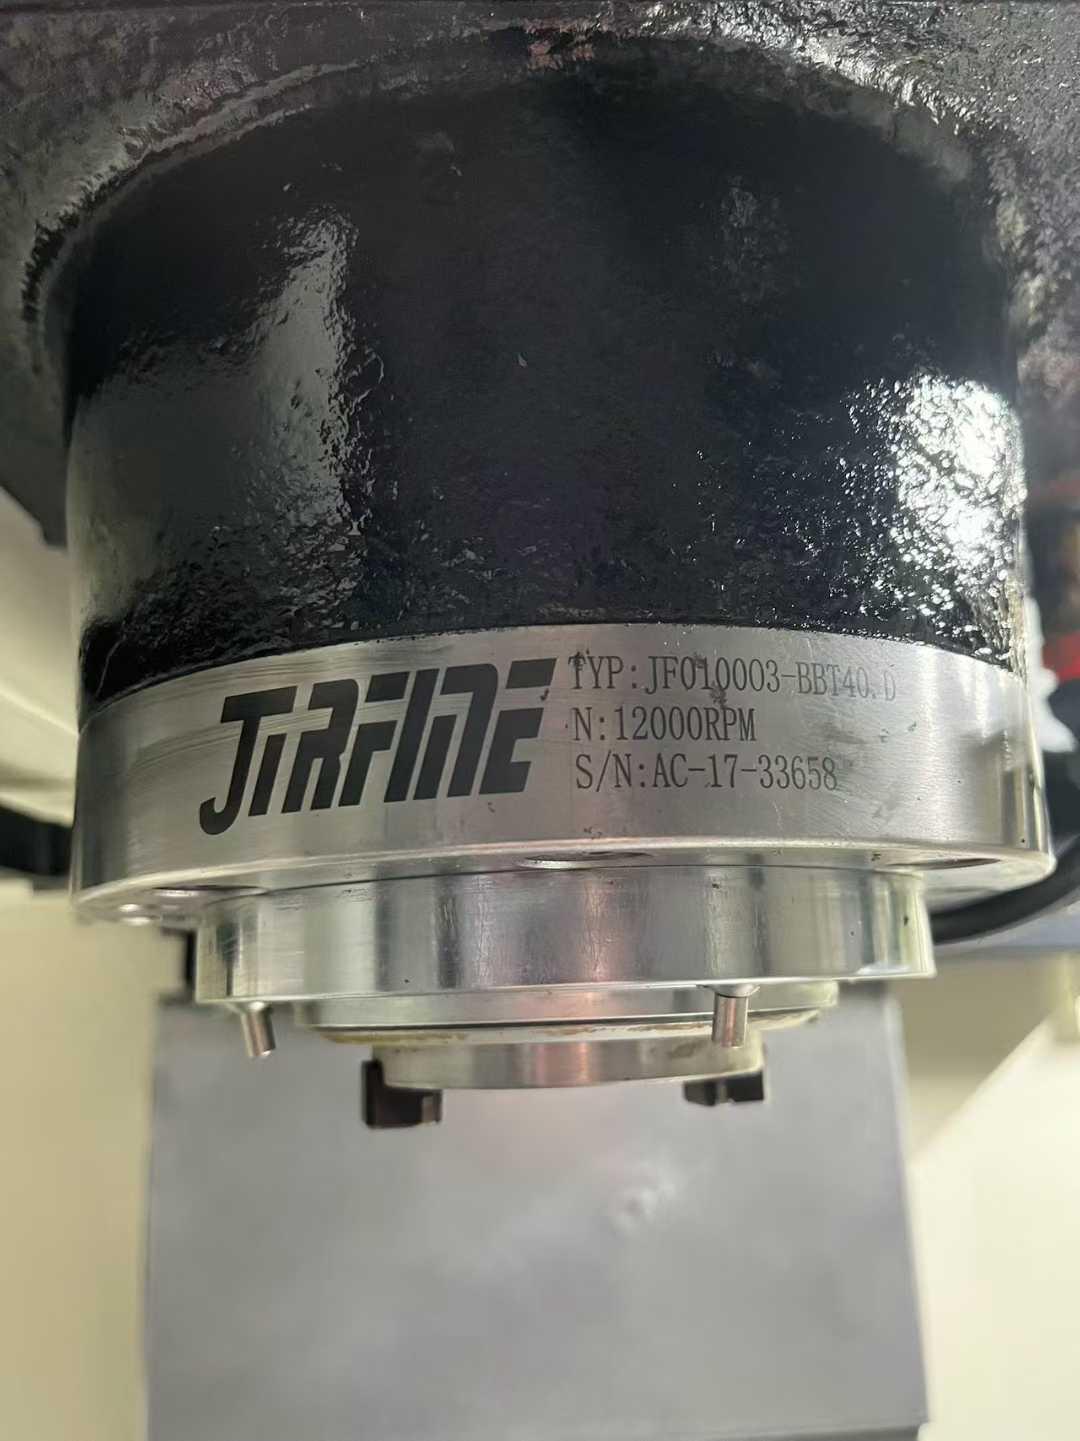 JIRFINE
TYP:JF010003-BBT40.D
N:12000RPM
S/N:AC-17-33658